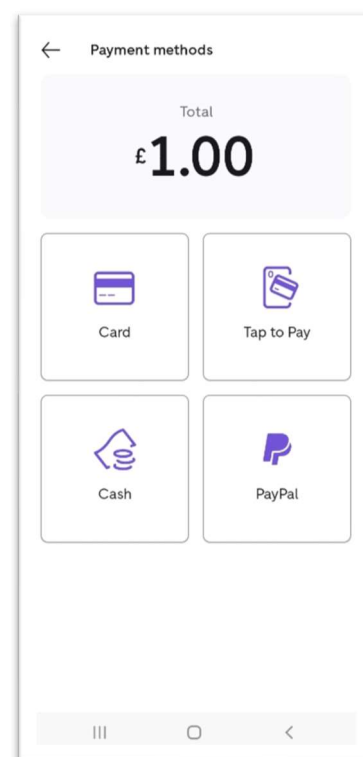 Payment methods
Total
£1.00
Card
Tap to Pay
Cash
PayPal